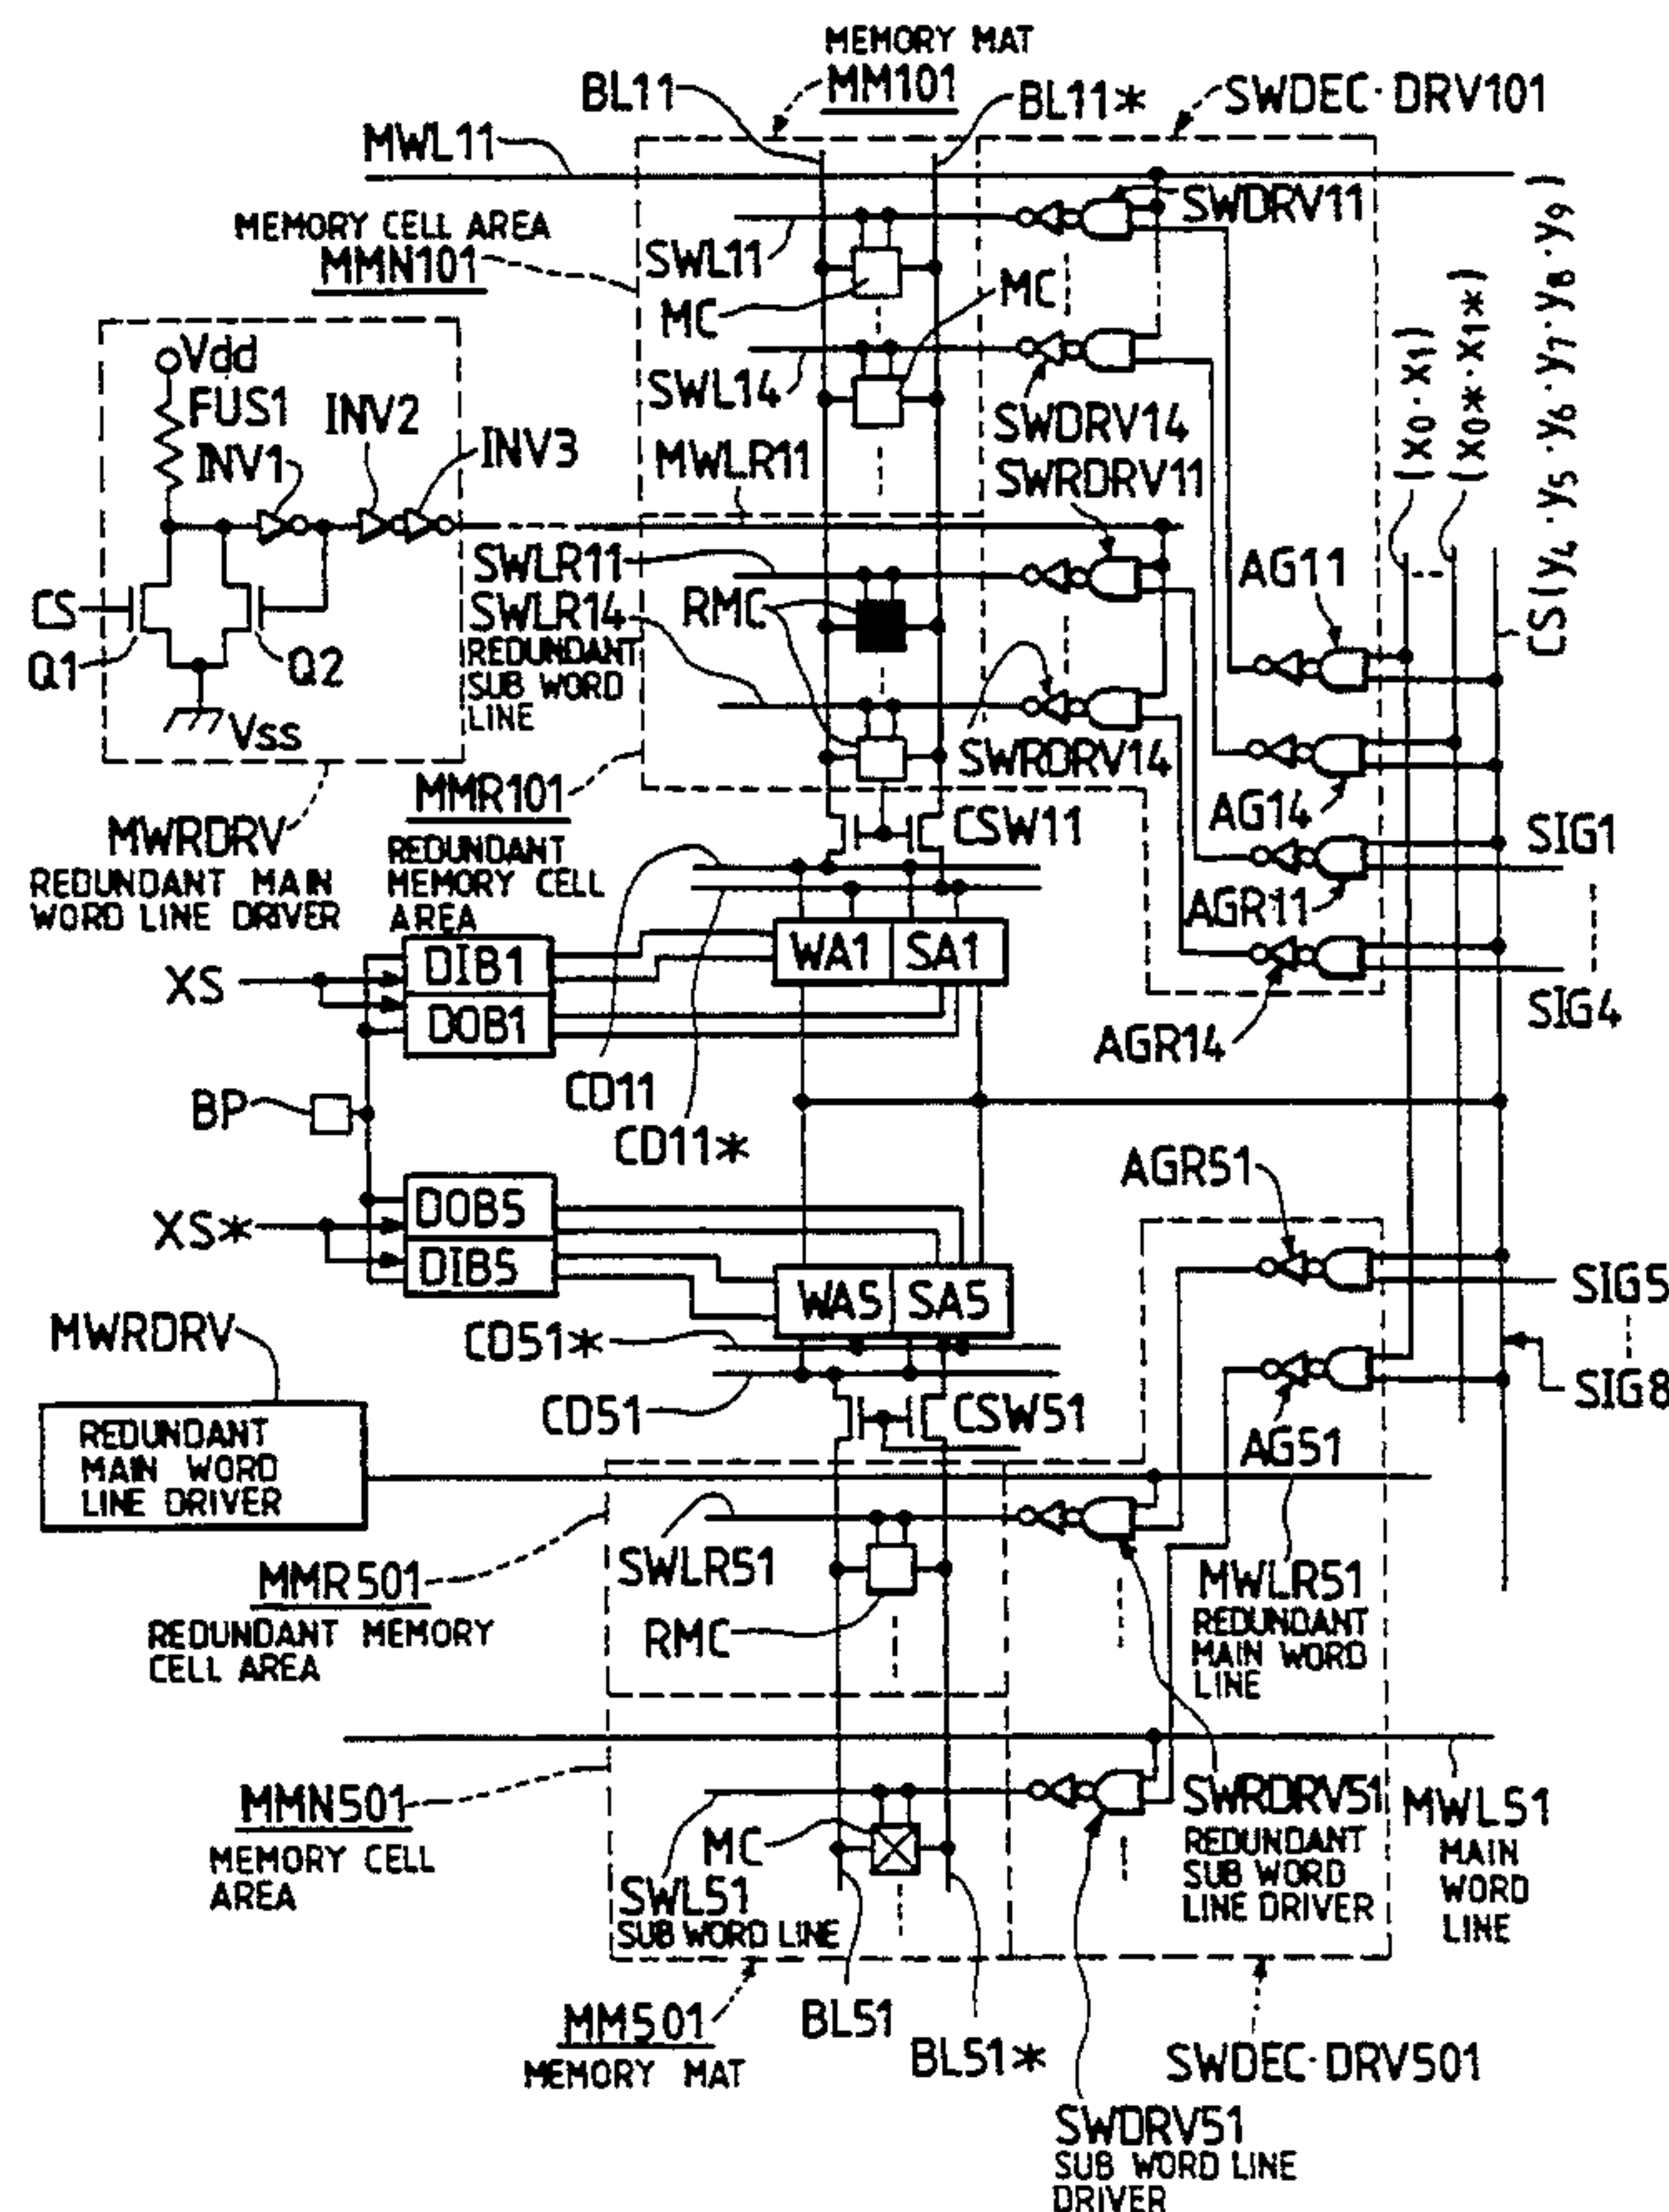 MEMORY MAT
MM101
BL11
BL11*
SWDEC·DRV101
MWL11
MEMORY CELL AREA
MMN101
SWDRV11
SWL11
MC
MC
SWL14
SWDRV14
CS(y4·y5·y6·y7·y8·y9)
(x0·x1)
(x0*·x1*)
Vdd
FUS1
INV1
INV2
INV3
MWLR11
SWRDRV11
SWLR11
SWLR14
REDUNDANT
SUB WORD
LINE
RMC
CS
Q1
Q2
Vss
AG11
SWRDRV14
AG14
MMR101
REDUNDANT
MEMORY CELL
AREA
MWRDRV
REDUNDANT MAIN
WORD LINE DRIVER
CSW11
SIG1
AGR11
SIG4
AGR14
XS
DIB1
DOB1
WA1
SA1
CD11
CD11*
BP
XS*
DOB5
DIB5
WA5
SA5
AGR51
SIG5
SIG8
AG51
MWRDRV
REDUNDANT
MAIN WORD
LINE DRIVER
CD51*
CD51
CSW51
MMR501
REDUNDANT MEMORY
CELL AREA
SWLR51
RMC
MWLR51
REDUNDANT
MAIN WORD
LINE
MMN501
MEMORY CELL
AREA
MC
SWL51
SUB WORD LINE
SWRDRV51
REDUNDANT
SUB WORD
LINE DRIVER
MWL51
MAIN
WORD
LINE
MM501
MEMORY MAT
BL51
BL51*
SWDEC·DRV501
SWDRV51
SUB WORD LINE
DRIVER